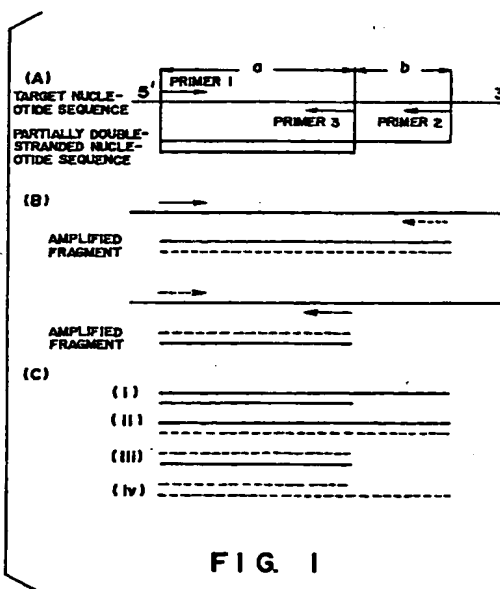 (A)
a
b
PRIMER 1
5'
3
TARGET NUCLE-
OTIDE SEQUENCE
PRIMER 3
PRIMER 2
PARTIALLY DOUBLE-
STRANDED NUCLE-
OTIDE SEQUENCE
(B)
AMPLIFIED
FRAGMENT
AMPLIFIED
FRAGMENT
(C)
(i)
(ii)
(iii)
(iv)
FIG. 1